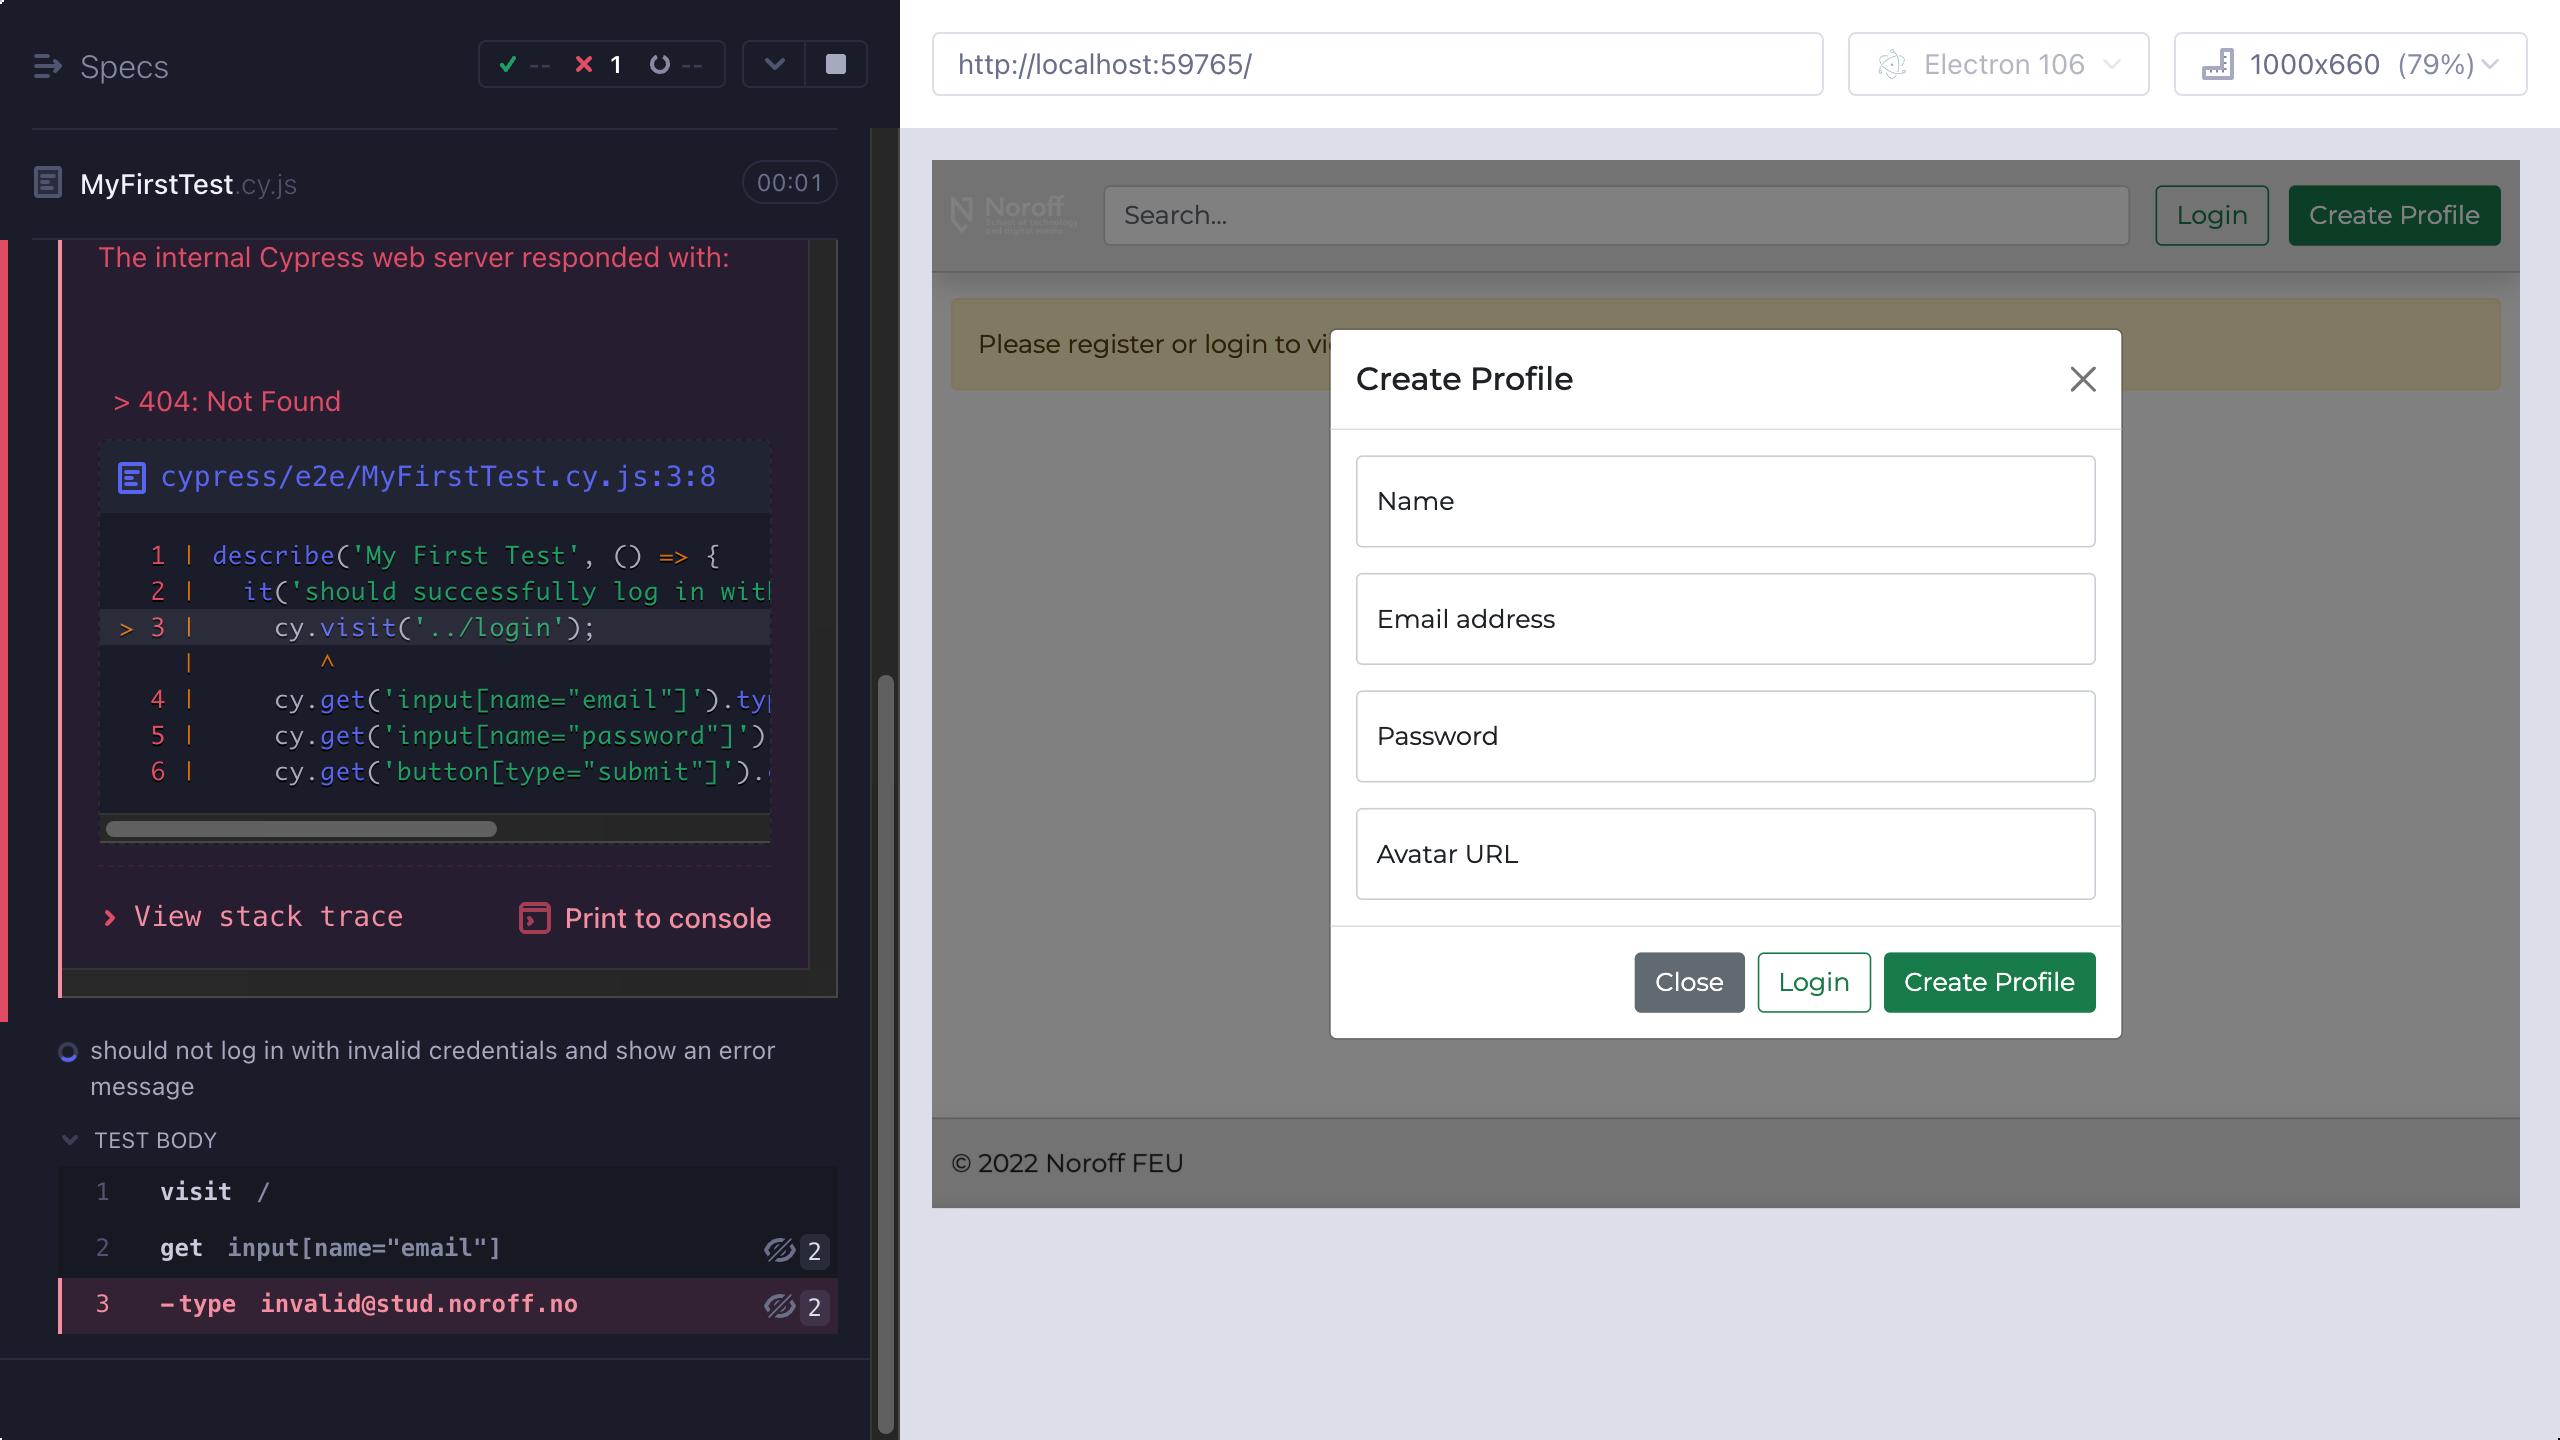 Specs
-- 1 --
MyFirstTest.cy.js
00:01
The internal Cypress web server responded with:
> 404: Not Found
cypress/e2e/MyFirstTest.cy.js:3:8
1 | describe('My First Test', () => {
2 | it('should successfully log in wit
> 3 | cy.visit('../login');
| ^
4 | cy.get('input[name="email"]').ty
5 | cy.get('input[name="password"]')
6 | cy.get('button[type="submit"]').
View stack trace
Print to console
should not log in with invalid credentials and show an error
message
TEST BODY
1 visit /
2 get input[name="email"] 2
3 -type invalid@stud.noroff.no 2
http://localhost:59765/
Electron 106
1000x660 (79%)
Noroff
School of technology
and digital media
Search...
Login
Create Profile
Please register or login to vi
Create Profile
Name
Email address
Password
Avatar URL
Close
Login
Create Profile
© 2022 Noroff FEU